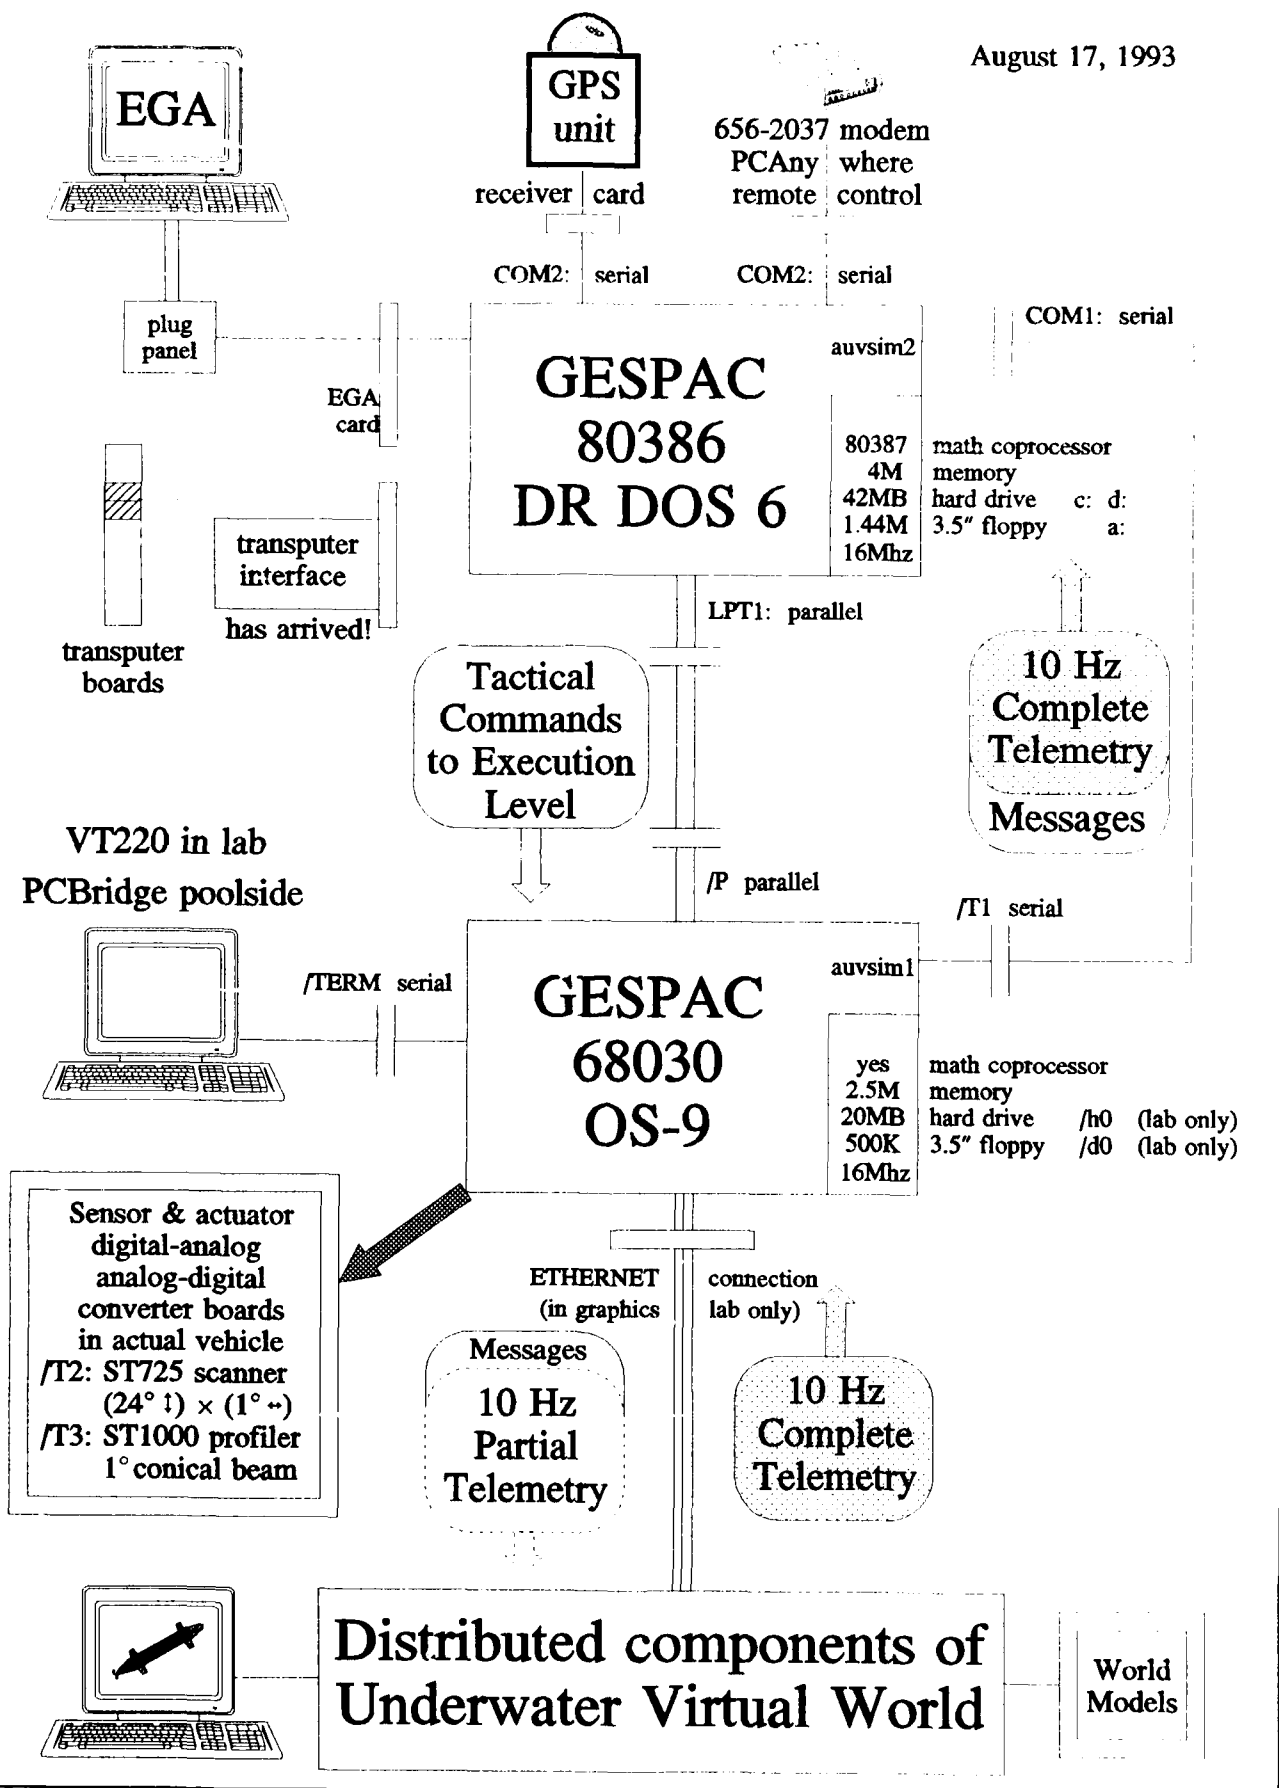 August 17, 1993
EGA
GPS
unit
receiver card
656-2037 modem
PCAny where
remote control
COM2: serial
COM2: serial
COM1: serial
plug
panel
EGA
card
auvsim2
GESPAC
80386
DR DOS 6
80387 math coprocessor
4M memory
42MB hard drive c: d:
1.44M 3.5" floppy a:
16Mhz
transputer
interface
has arrived!
transputer
boards
LPT1: parallel
Tactical
Commands
to Execution
Level
10 Hz
Complete
Telemetry
Messages
VT220 in lab
PCBridge poolside
/P parallel
/T1 serial
/TERM serial
auvsim1
GESPAC
68030
OS-9
yes math coprocessor
2.5M memory
20MB hard drive /h0 (lab only)
500K 3.5" floppy /d0 (lab only)
16Mhz
Sensor & actuator
digital-analog
analog-digital
converter boards
in actual vehicle
/T2: ST725 scanner
(24° ↕) × (1° ↔)
/T3: ST1000 profiler
1° conical beam
ETHERNET connection
(in graphics lab only)
Messages
10 Hz
Partial
Telemetry
10 Hz
Complete
Telemetry
Distributed components of
Underwater Virtual World
World
Models